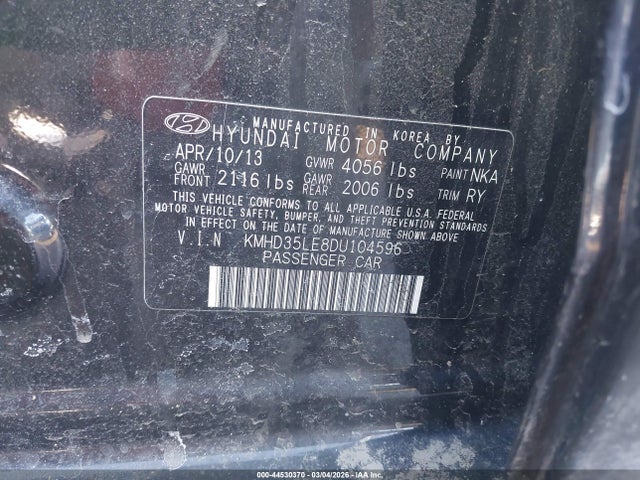 MANUFACTURED IN KOREA BY
HYUNDAI MOTOR COMPANY
APR/10/13 GVWR 4056 lbs PAINT NKA
GAWR FRONT 2116 lbs GAWR REAR 2006 lbs TRIM RY
THIS VEHICLE CONFORMS TO ALL APPLICABLE U.S.A. FEDERAL
MOTOR VEHICLE SAFETY, BUMPER, AND THEFT PREVENTION STANDARDS
IN EFFECT ON THE DATE OF MANUFACTURE SHOWN ABOVE.
V.I.N KMHD35LE8DU104596
PASSENGER CAR
000-44530370 - 03/04/2026 - IAA, Inc.